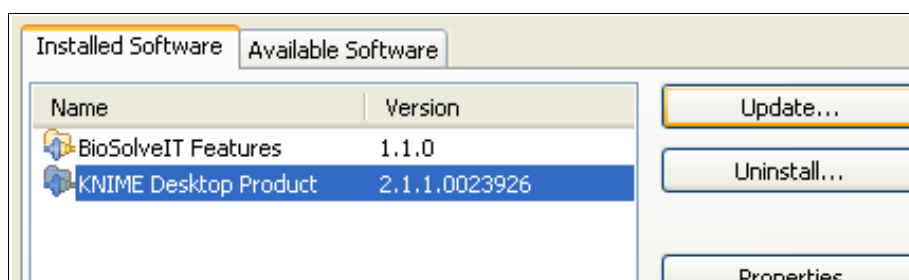 Installed Software Available Software
Name Version Update...
BioSolveIT Features 1.1.0
KNIME Desktop Product 2.1.1.0023926 Uninstall...
Properties